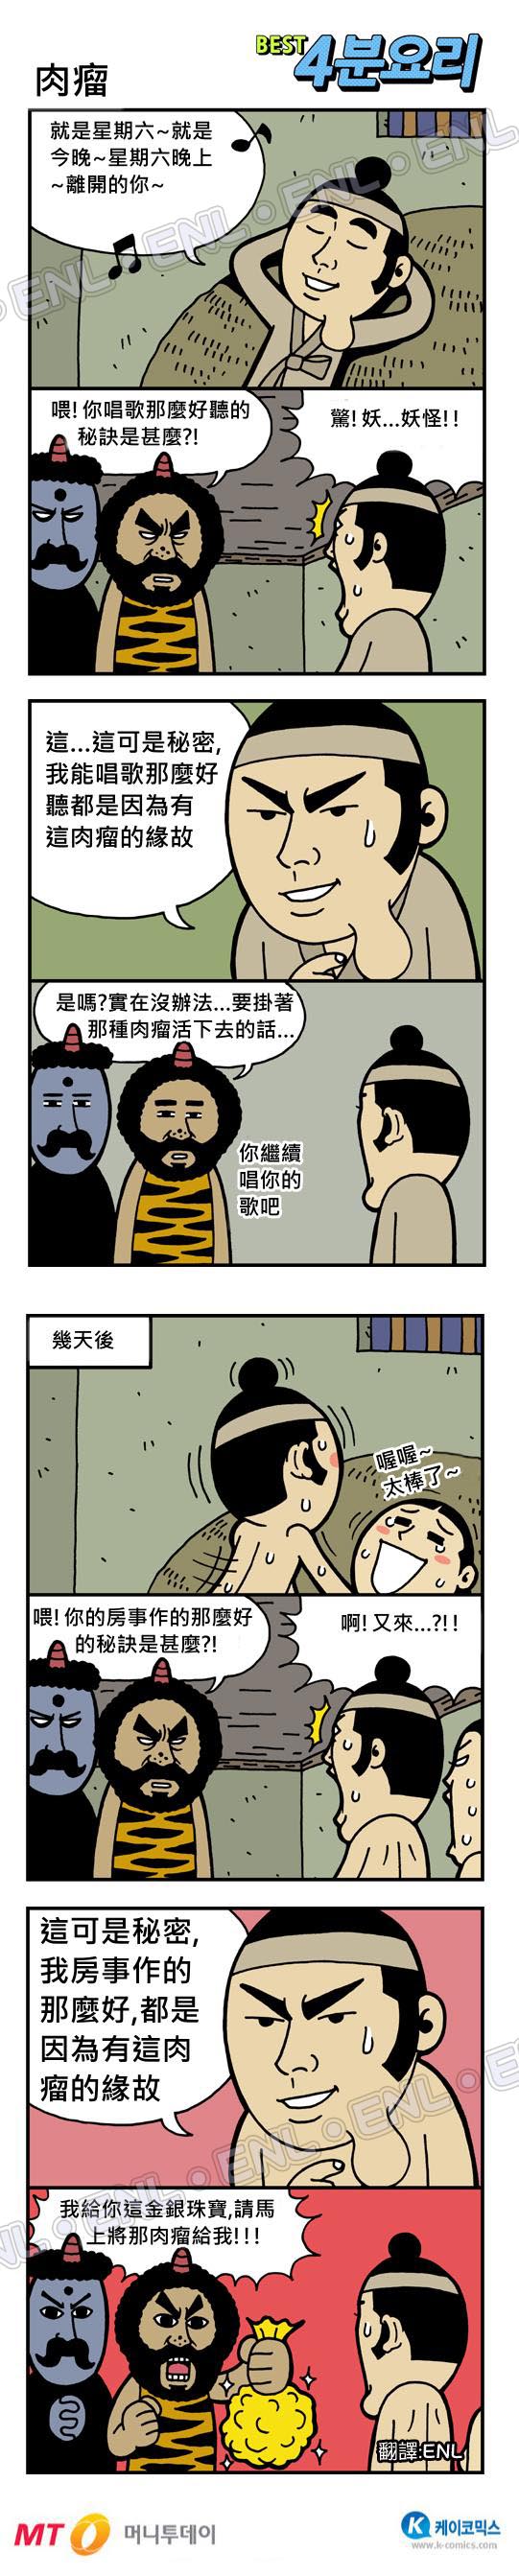 BEST 4분요리
肉瘤
就是星期六~就是
今晚~星期六晚上
~離開的你~
ENL • ENL • ENL • ENL
喂! 你唱歌那麼好聽的
秘訣是甚麼?!
驚! 妖...妖怪!!
這...這可是秘密,
我能唱歌那麼好
聽都是因為有
這肉瘤的緣故
是嗎?實在沒辦法...要掛著
那種肉瘤活下去的話...
你繼續
唱你的
歌吧
幾天後
喔喔~
太棒了~
喂! 你的房事作的那麼好
的秘訣是甚麼?!
啊! 又來...?!!
這可是秘密,
我房事作的
那麼好,都是
因為有這肉
瘤的緣故
ENL • ENL • ENL • ENL
我給你這金銀珠寶,請馬
上將那肉瘤給我!!!
翻譯:ENL
MT 머니투데이
K 케이코믹스
www.k-comics.com